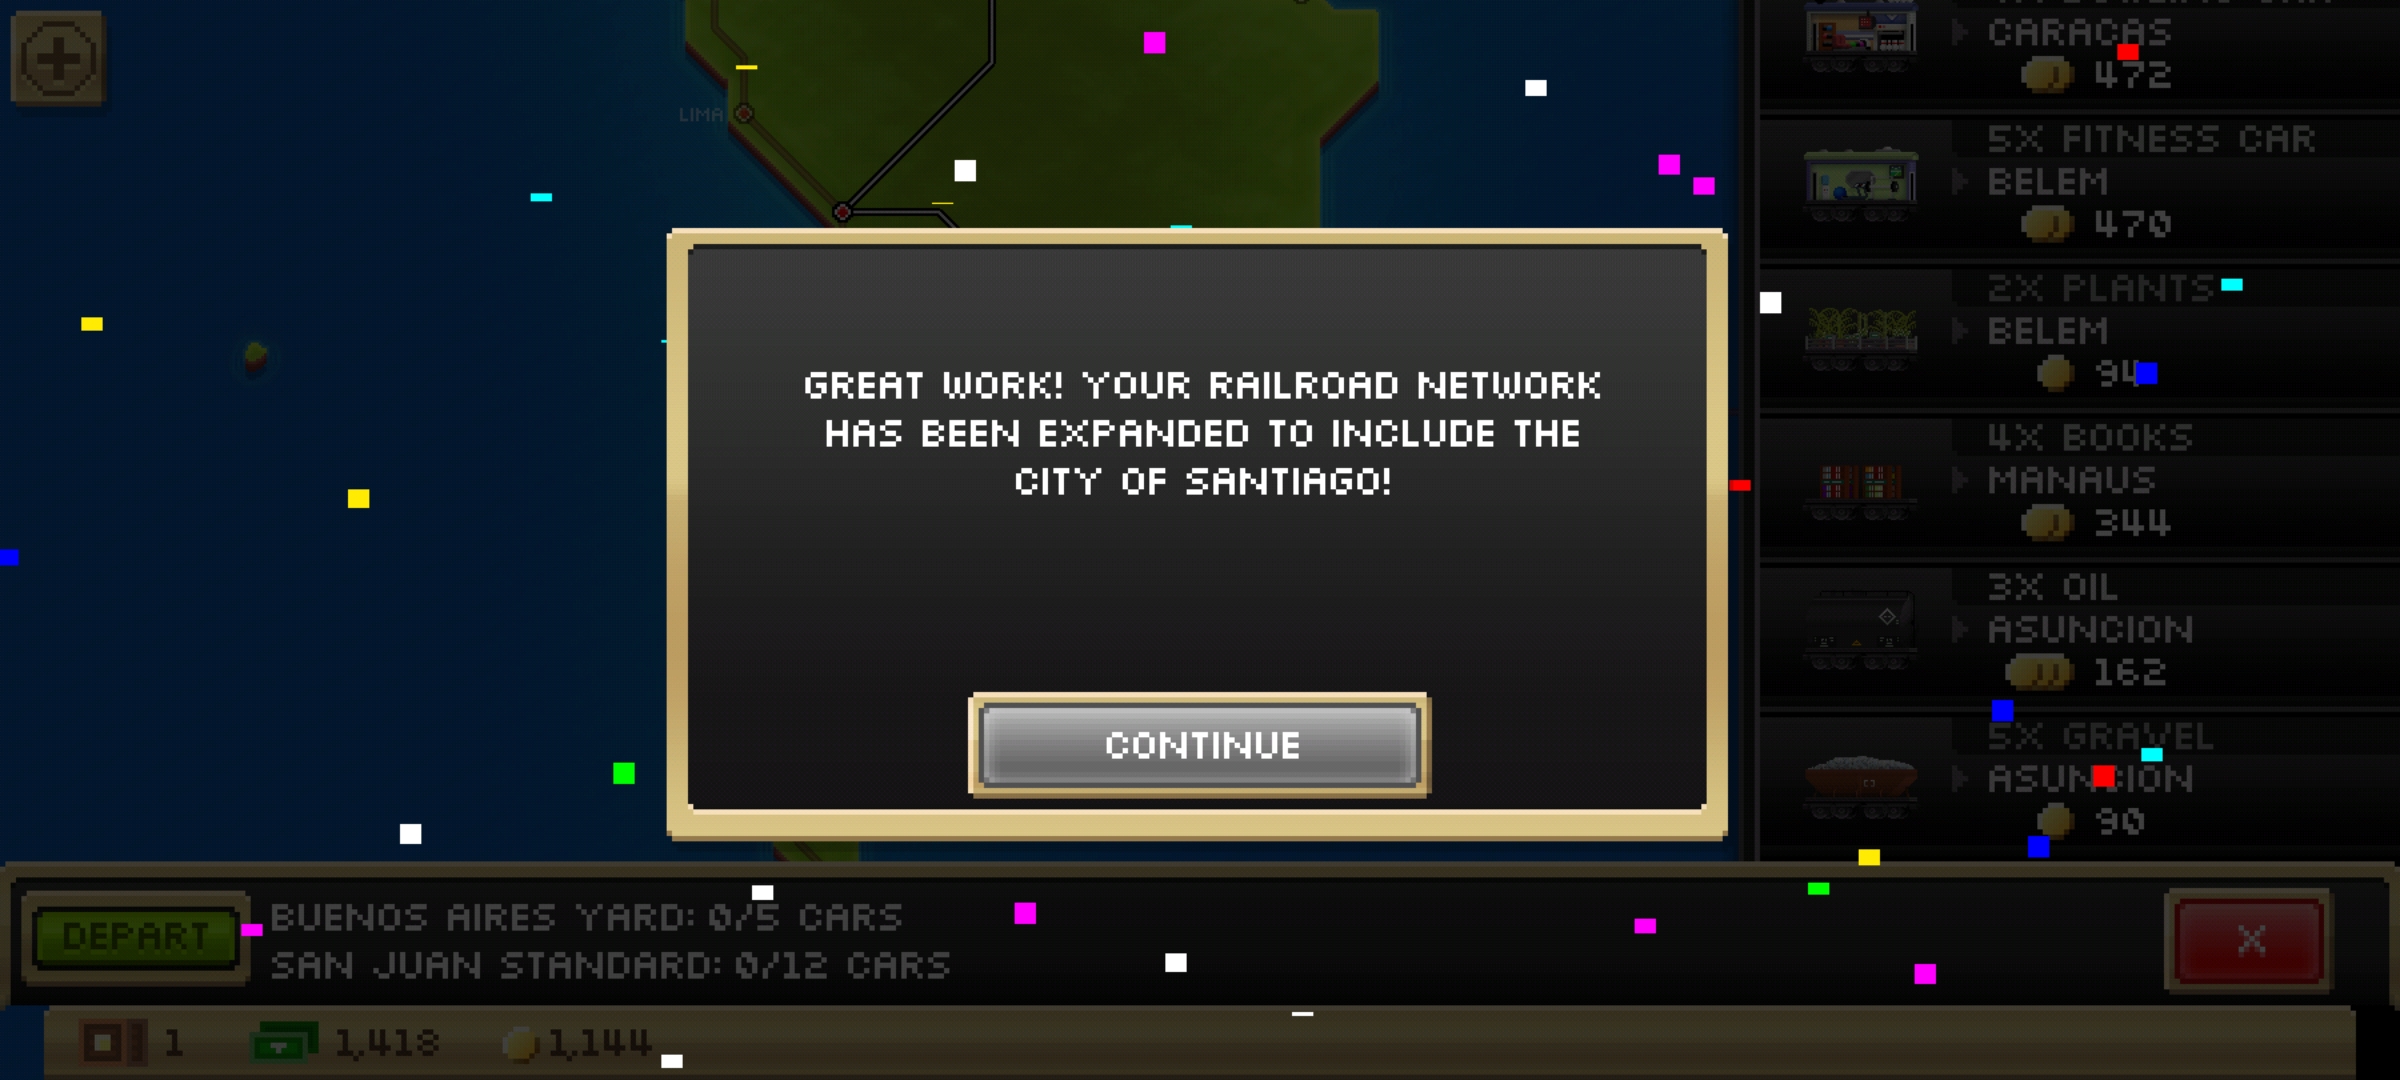 CARACAS
472
LIMA
5X FITNESS CAR
BELEM
470
2X PLANTS
BELEM
94
GREAT WORK! YOUR RAILROAD NETWORK
HAS BEEN EXPANDED TO INCLUDE THE
CITY OF SANTIAGO!
CONTINUE
4X BOOKS
MANAUS
344
3X OIL
ASUNCION
162
5X GRAVEL
ASUNCION
90
DEPART
BUENOS AIRES YARD: 0/5 CARS
SAN JUAN STANDARD: 0/12 CARS
X
1
1,418
1,144